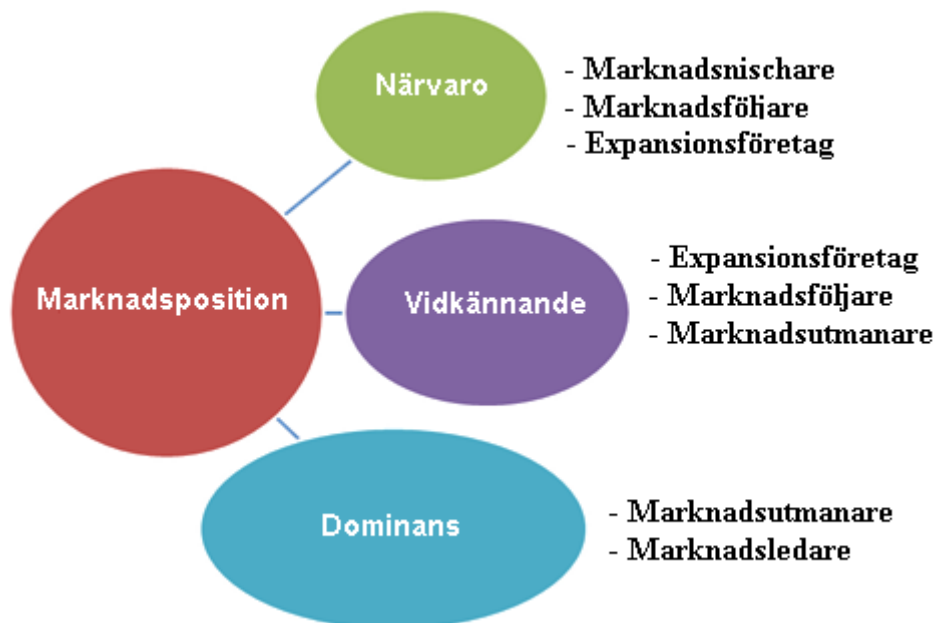 Närvaro
- Marknadsnischare
- Marknadsföljare
- Expansionsföretag
Marknadsposition
Vidkännande
- Expansionsföretag
- Marknadsföljare
- Marknadsutmanare
Dominans
- Marknadsutmanare
- Marknadsledare